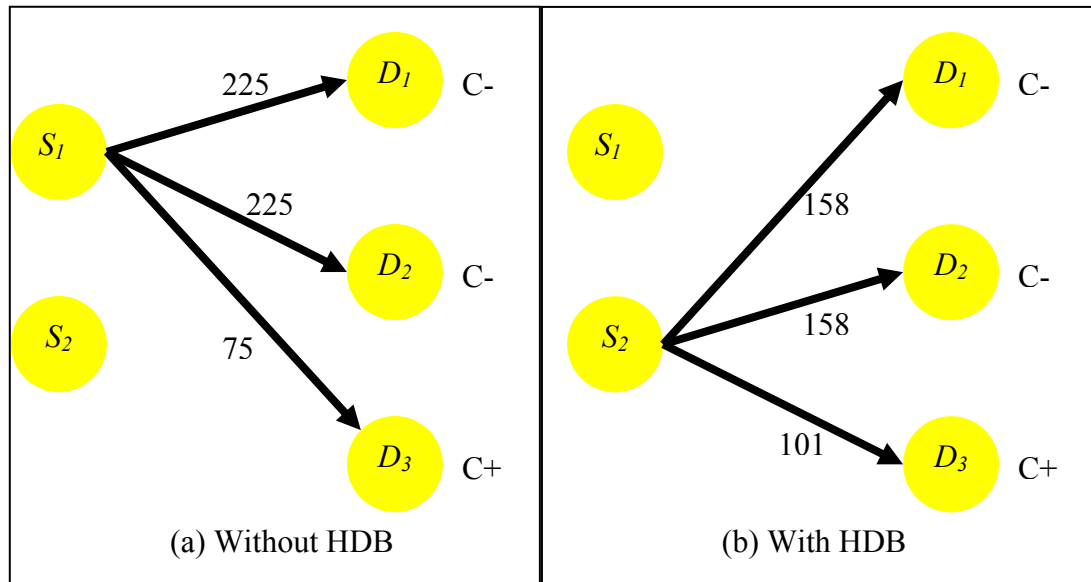 225
D1
C-
S1
225
D2
C-
S2
75
D3
C+
(a) Without HDB
D1
C-
S1
158
D2
C-
S2
158
101
D3
C+
(b) With HDB